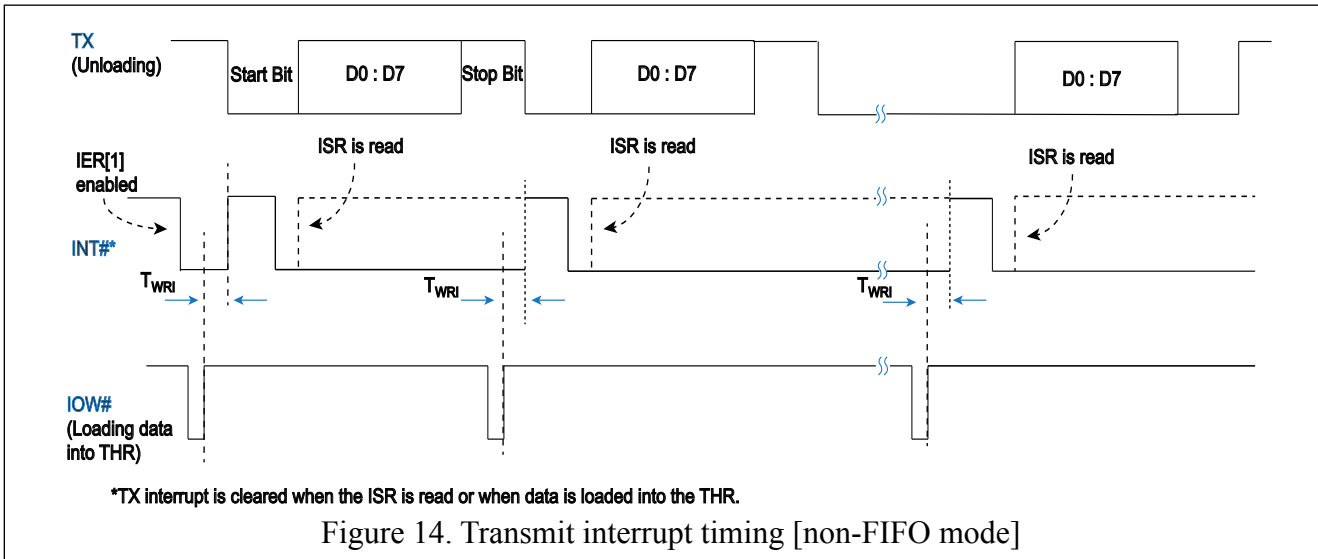 TX
(Unloading)
Start Bit
D0 : D7
Stop Bit
D0 : D7
D0 : D7
IER[1]
enabled
ISR is read
ISR is read
ISR is read
INT#*
TWRI
TWRI
TWRI
IOW#
(Loading data
into THR)
*TX interrupt is cleared when the ISR is read or when data is loaded into the THR.
Figure 14. Transmit interrupt timing [non-FIFO mode]